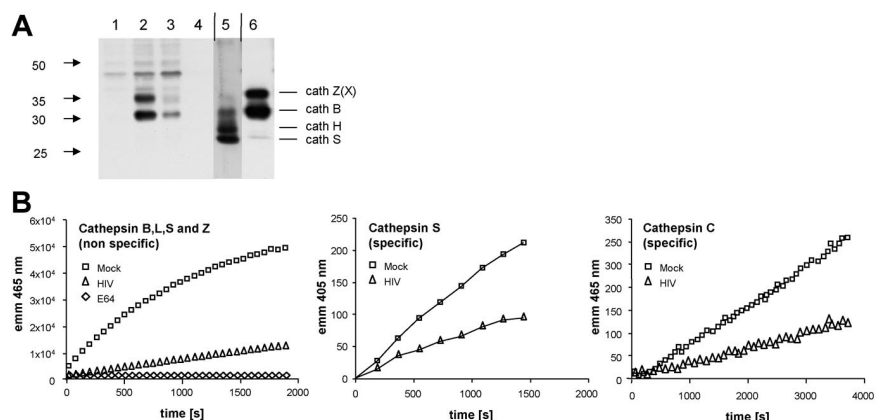 A
1 2 3 4 5 6
50
35
30
25
cath Z(X)
cath B
cath H
cath S
B
Cathepsin B,L,S and Z
(non specific)
Mock
HIV
E64
emm 465 nm
6x10⁴
5x10⁴
4x10⁴
3x10⁴
2x10⁴
1x10⁴
0
0 500 1000 1500 2000
time [s]
Cathepsin S
(specific)
Mock
HIV
emm 405 nm
250
200
150
100
50
0
0 500 1000 1500 2000
time [s]
Cathepsin C
(specific)
Mock
HIV
emm 465 nm
350
300
250
200
150
100
50
0
0 1000 2000 3000 4000
time [s]